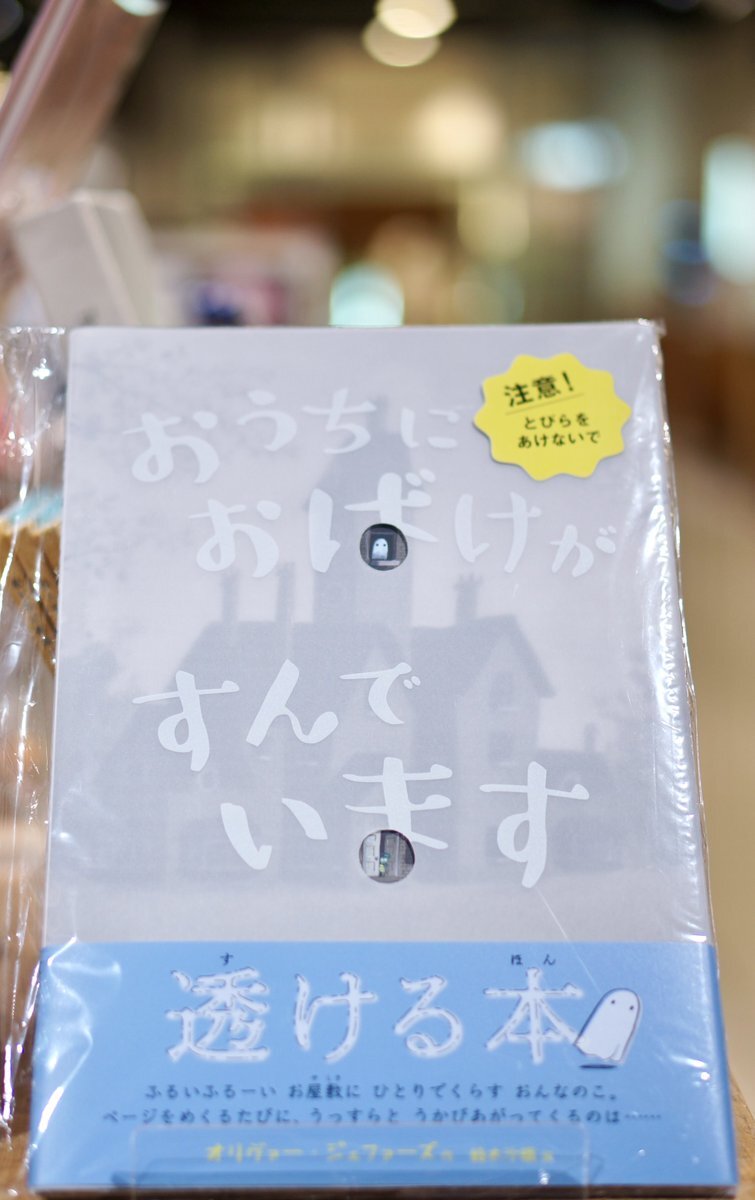 注意!
とびらを
あけないで
おうちに
おばけが
すんで
います
す ほん
透ける本
ふるいふるーい お屋敷に ひとりでくらす おんなのこ。
ページをめくるたびに、うっすらと うかびあがってくるのは……
オリヴァー・ジェファーズ